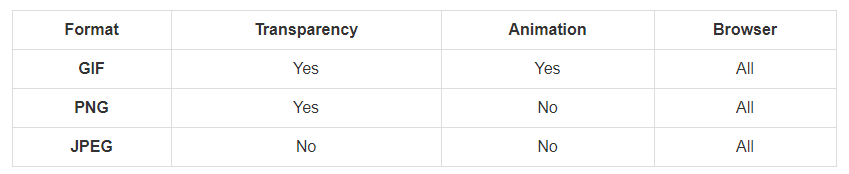 Format Transparency Animation Browser
GIF Yes Yes All
PNG Yes No All
JPEG No No All